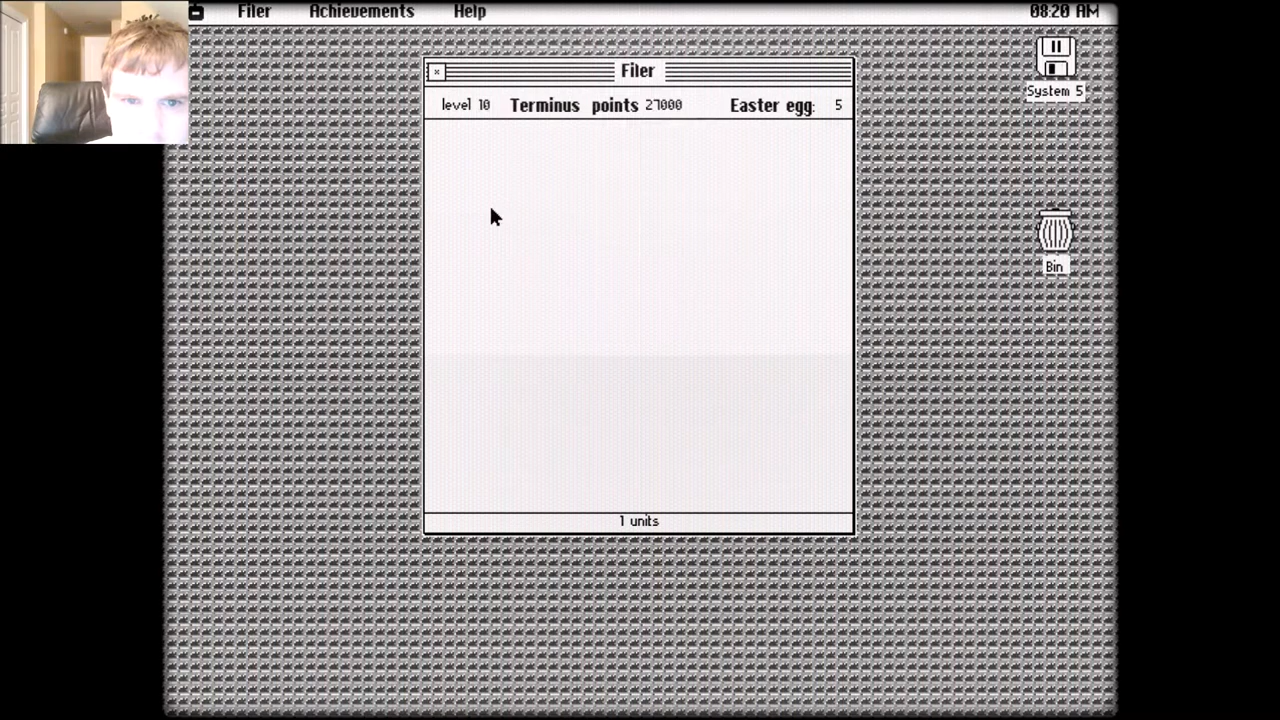 Filer Achievements Help 08:20 AM
Filer
System 5
level 10 Terminus points 27000 Easter egg: 5
Bin
1 units